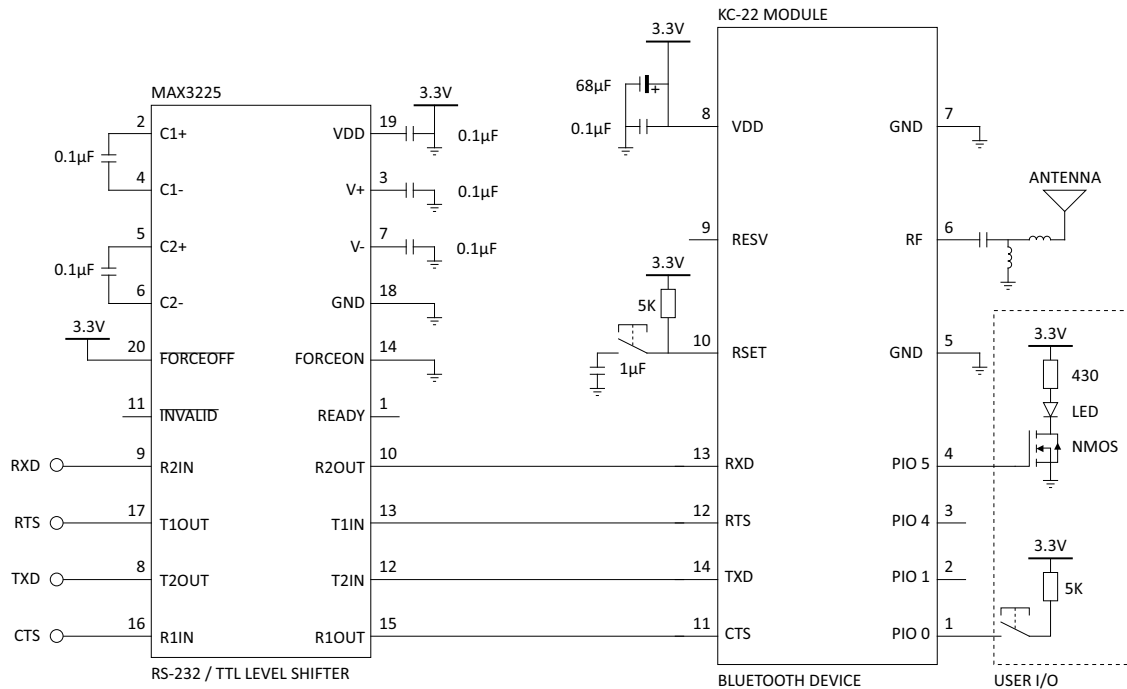 KC-22 MODULE
3.3V
68µF
+
0.1µF
8
VDD
GND
7
MAX3225
3.3V
2
C1+
VDD
19
0.1µF
0.1µF
4
C1-
V+
3
0.1µF
5
C2+
V-
7
0.1µF
0.1µF
6
C2-
GND
18
3.3V
20
FORCEOFF
FORCEON
14
11
INVALID
READY
1
RXD
9
R2IN
R2OUT
10
RTS
17
T1OUT
T1IN
13
TXD
8
T2OUT
T2IN
12
CTS
16
R1IN
R1OUT
15
RS-232 / TTL LEVEL SHIFTER
9
RESV
RF
6
ANTENNA
3.3V
5K
10
RSET
1µF
GND
5
13
RXD
PIO 5
4
12
RTS
PIO 4
3
14
TXD
PIO 1
2
11
CTS
PIO 0
1
BLUETOOTH DEVICE
3.3V
430
LED
NMOS
3.3V
5K
USER I/O